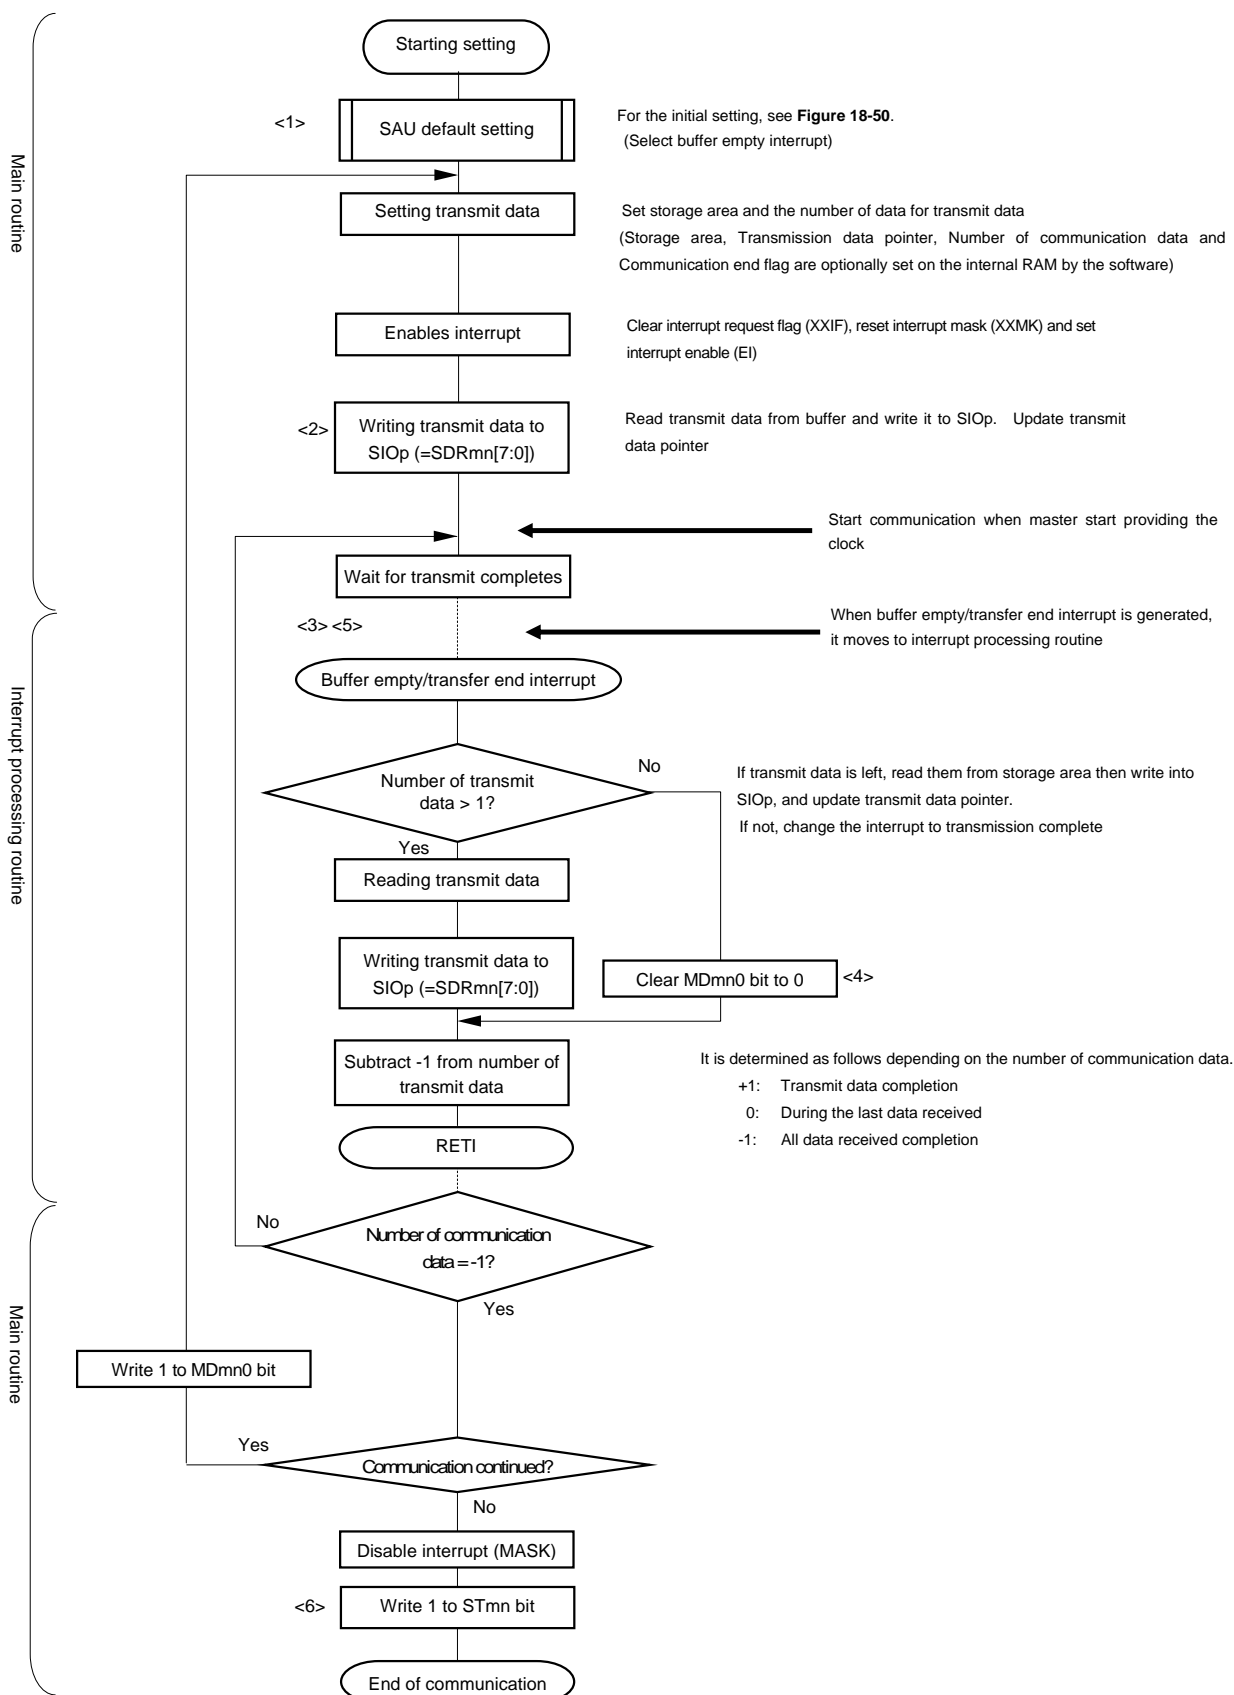 Starting setting
<1>
SAU default setting
For the initial setting, see Figure 18-50.
(Select buffer empty interrupt)
Main routine
Setting transmit data
Set storage area and the number of data for transmit data
(Storage area, Transmission data pointer, Number of communication data and
Communication end flag are optionally set on the internal RAM by the software)
Enables interrupt
Clear interrupt request flag (XXIF), reset interrupt mask (XXMK) and set
interrupt enable (EI)
<2>
Writing transmit data to
SIOp (=SDRmn[7:0])
Read transmit data from buffer and write it to SIOp. Update transmit
data pointer
Start communication when master start providing the
clock
Wait for transmit completes
<3> <5>
When buffer empty/transfer end interrupt is generated,
it moves to interrupt processing routine
Buffer empty/transfer end interrupt
Interrupt processing routine
Number of transmit
data > 1?
No
If transmit data is left, read them from storage area then write into
SIOp, and update transmit data pointer.
If not, change the interrupt to transmission complete
Yes
Reading transmit data
Writing transmit data to
SIOp (=SDRmn[7:0])
Clear MDmn0 bit to 0
<4>
Subtract -1 from number of
transmit data
It is determined as follows depending on the number of communication data.
+1: Transmit data completion
0: During the last data received
-1: All data received completion
RETI
No
Number of communication
data = -1?
Yes
Main routine
Write 1 to MDmn0 bit
Yes
Communication continued?
No
Disable interrupt (MASK)
<6>
Write 1 to STmn bit
End of communication